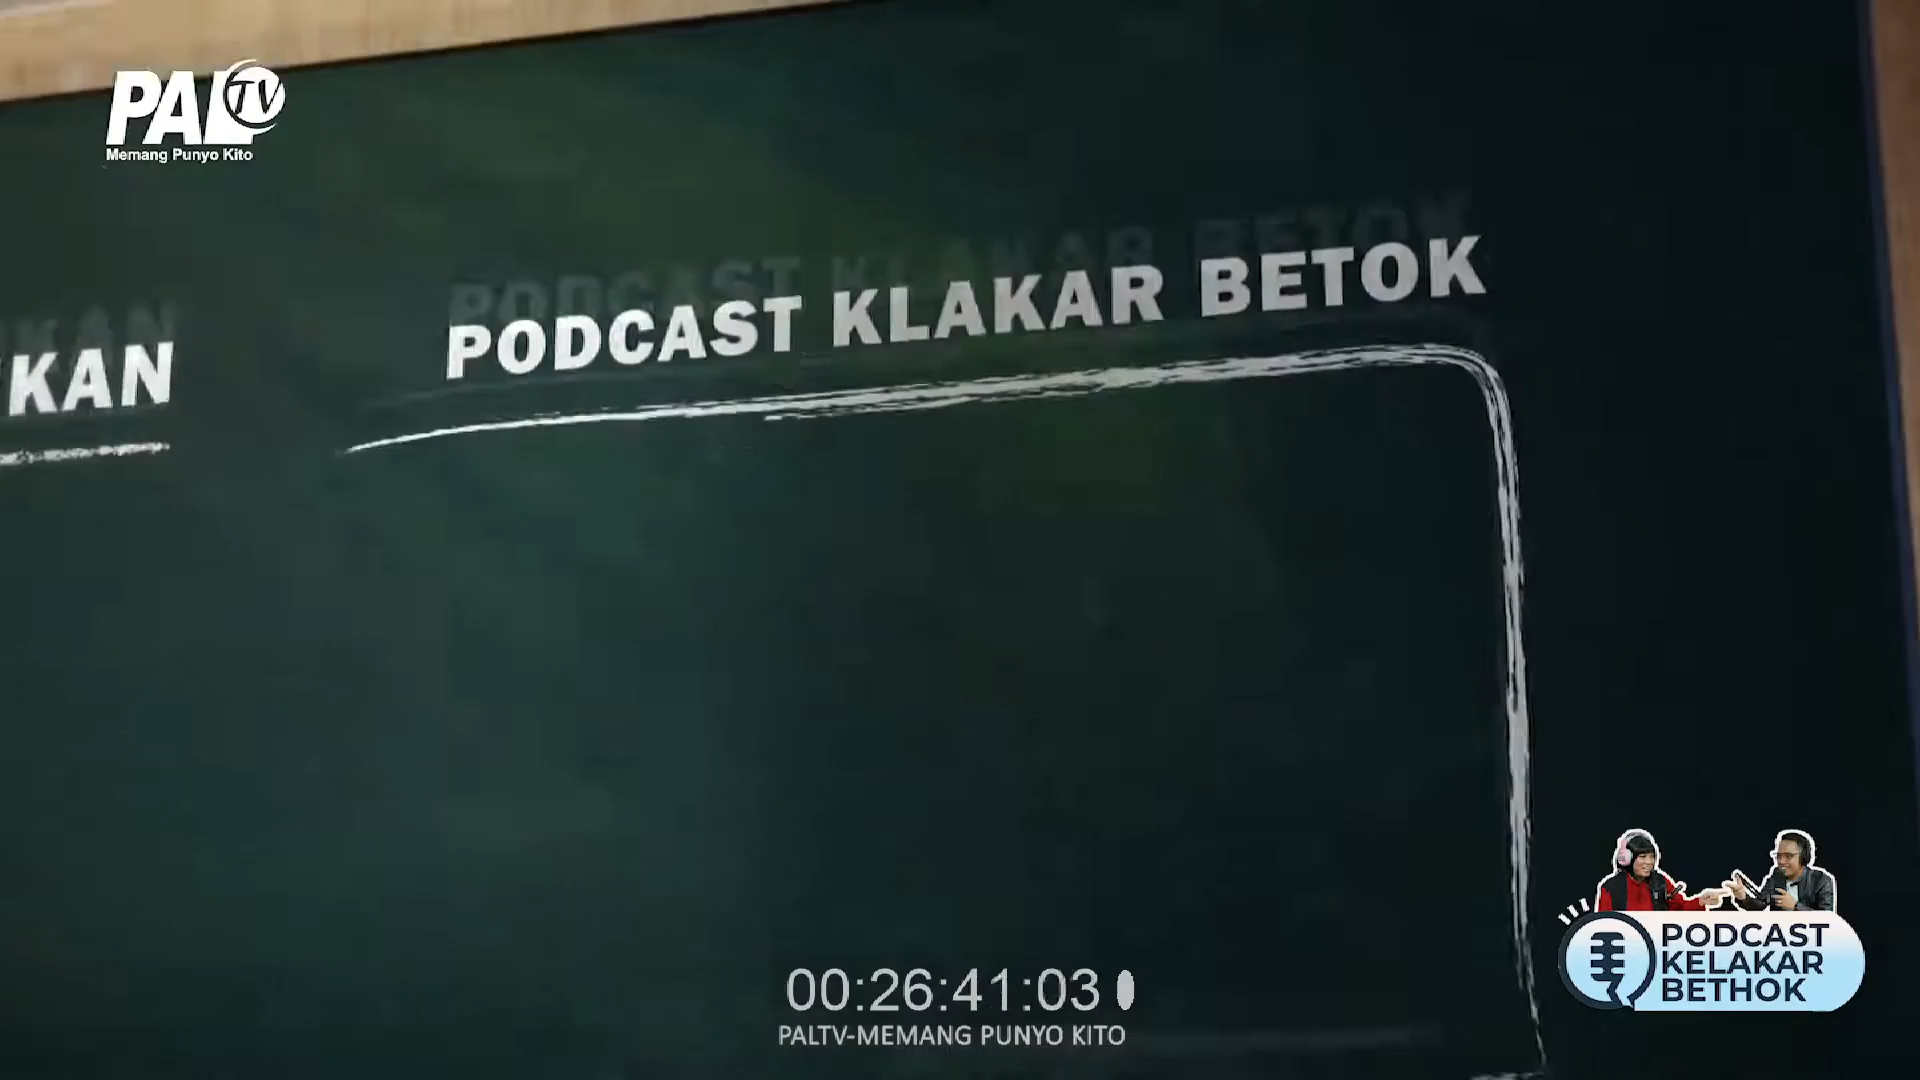 PAL TV
Memang Punyo Kito
PODCAST KLAKAR BETOK
KAN
00:26:41:03
PALTV-MEMANG PUNYO KITO
PODCAST
KELAKAR
BETHOK